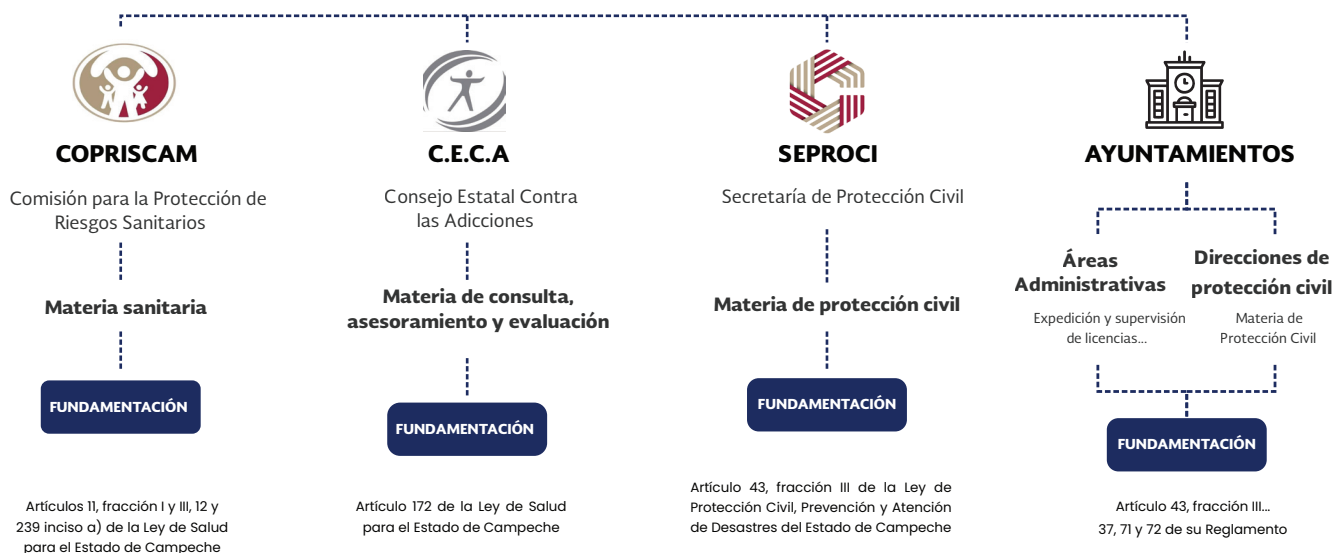 COPRISCAM
Comisión para la Protección de
Riesgos Sanitarios
Materia sanitaria
FUNDAMENTACIÓN
Artículos 11, fracción I y III, 12 y
239 inciso a) de la Ley de Salud
para el Estado de Campeche
C.E.C.A
Consejo Estatal Contra
las Adicciones
Materia de consulta,
asesoramiento y evaluación
FUNDAMENTACIÓN
Artículo 172 de la Ley de Salud
para el Estado de Campeche
SEPROCI
Secretaría de Protección Civil
Materia de protección civil
FUNDAMENTACIÓN
Artículo 43, fracción III de la Ley de
Protección Civil, Prevención y Atención
de Desastres del Estado de Campeche
AYUNTAMIENTOS
Áreas
Administrativas
Expedición y supervisión
de licencias...
Direcciones de
protección civil
Materia de
Protección Civil
FUNDAMENTACIÓN
Artículo 43, fracción III...
37, 71 y 72 de su Reglamento